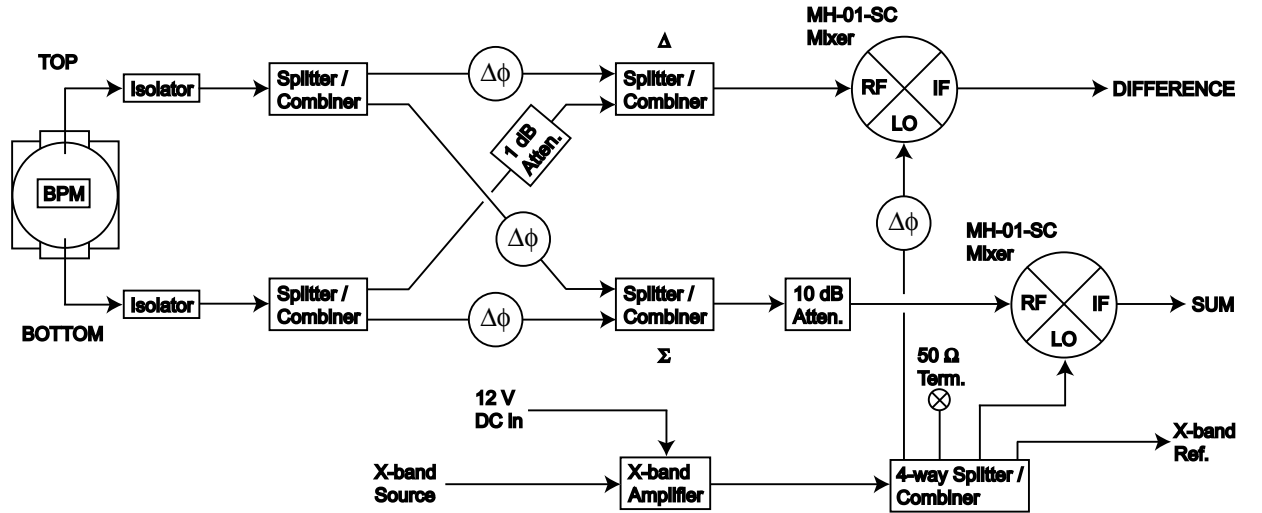 MH-01-SC
Mixer
Δ
TOP
Isolator
Splitter /
Combiner
Δϕ
Splitter /
Combiner
RF
IF
LO
DIFFERENCE
1 dB
Atten.
BPM
Δϕ
Δϕ
MH-01-SC
Mixer
BOTTOM
Isolator
Splitter /
Combiner
Δϕ
Splitter /
Combiner
Σ
10 dB
Atten.
RF
IF
LO
SUM
50 Ω
Term.
12 V
DC in
X-band
Source
X-band
Amplifier
4-way Splitter /
Combiner
X-band
Ref.